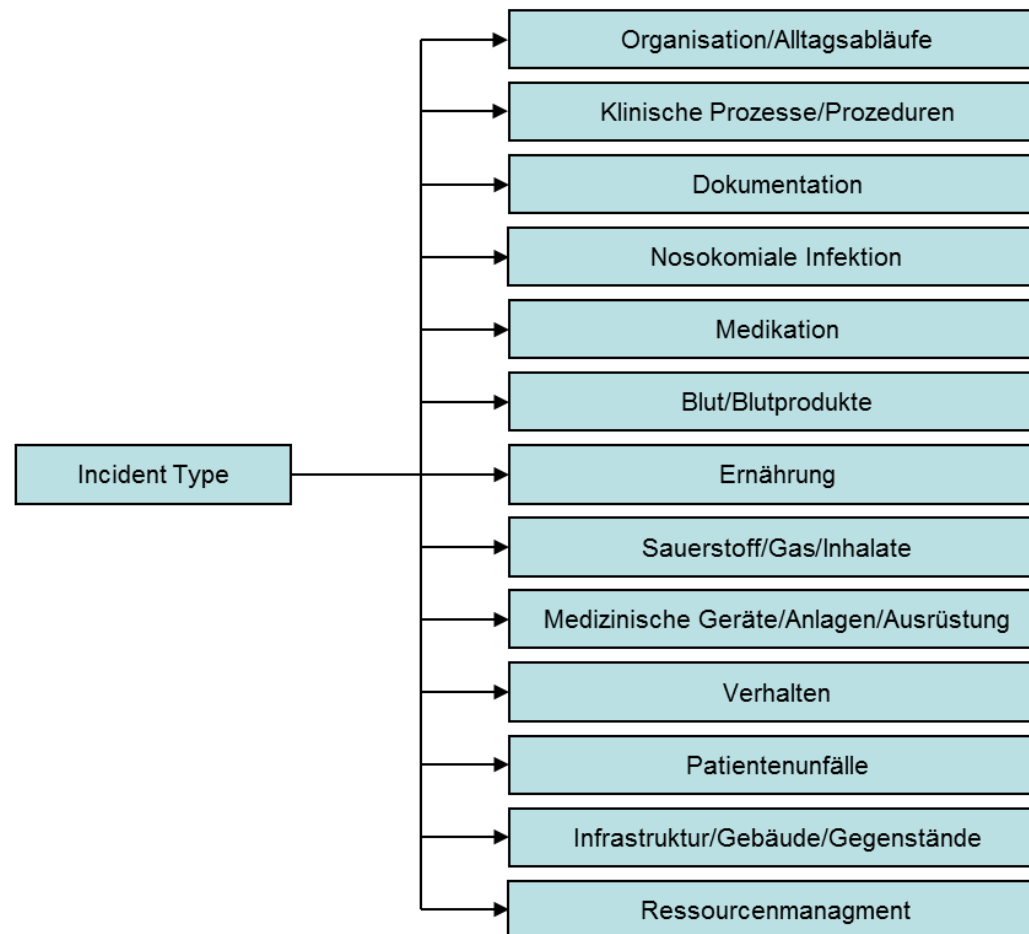 Organisation/Alltagsabläufe
Klinische Prozesse/Prozeduren
Dokumentation
Nosokomiale Infektion
Medikation
Blut/Blutprodukte
Incident Type
Ernährung
Sauerstoff/Gas/Inhalate
Medizinische Geräte/Anlagen/Ausrüstung
Verhalten
Patientenunfälle
Infrastruktur/Gebäude/Gegenstände
Ressourcenmanagment